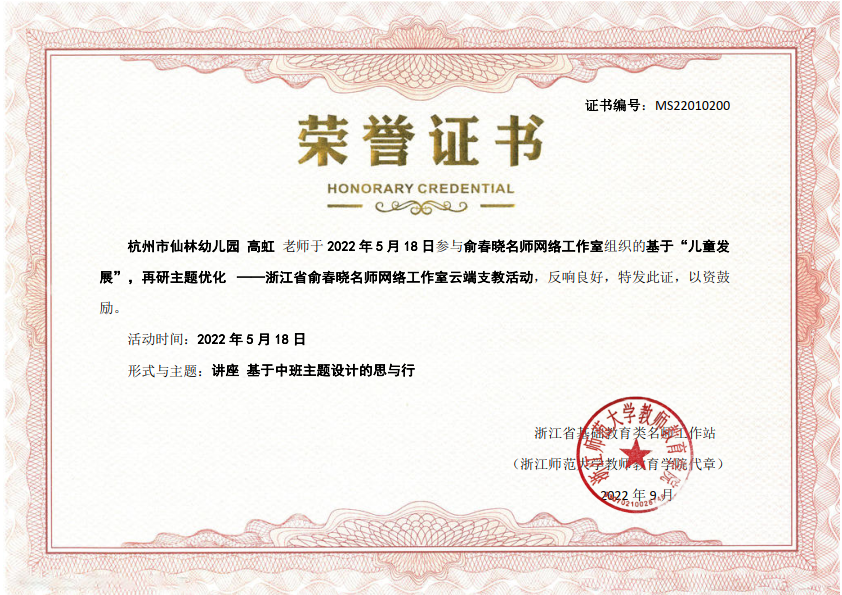 证书编号：MS22010200
荣誉证书
HONORARY CREDENTIAL
杭州市仙林幼儿园 高虹 老师于 2022 年 5 月 18 日参与俞春晓名师网络工作室组织的基于“儿童发
展”，再研主题优化 ——浙江省俞春晓名师网络工作室云端支教活动，反响良好，特发此证，以资鼓
励。
活动时间：2022 年 5 月 18 日
形式与主题：讲座 基于中班主题设计的思与行
浙江省基础教育类名师工作站
（浙江师范大学教师教育学院代章）
2022 年 9 月
浙江师范大学教师教育学院